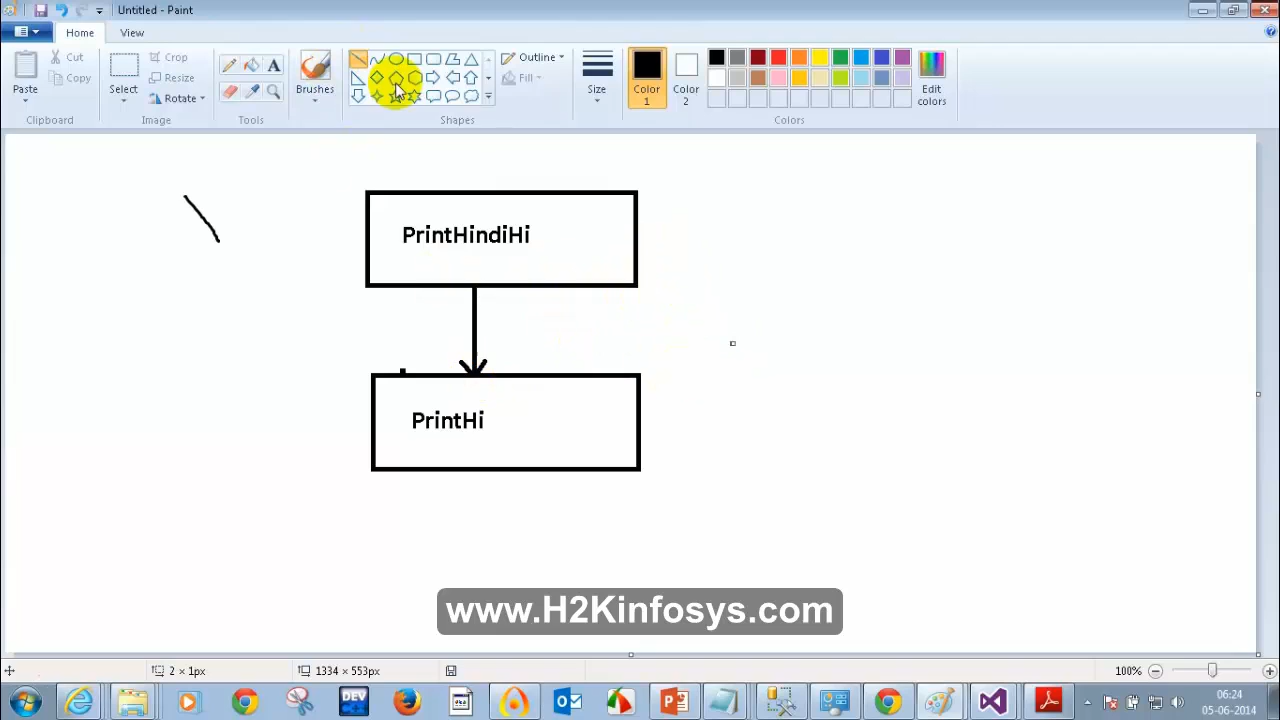 Untitled - Paint
Home View
Paste
Cut
Copy
Clipboard
Select
Crop
Resize
Rotate
Image
A
Tools
Brushes
Outline
Fill
Shapes
Size
Color 1
Color 2
Edit colors
Colors
PrintHindiHi
PrintHi
www.H2Kinfosys.com
2 × 1px
1334 × 553px
100%
DEV
06:24
05-06-2014